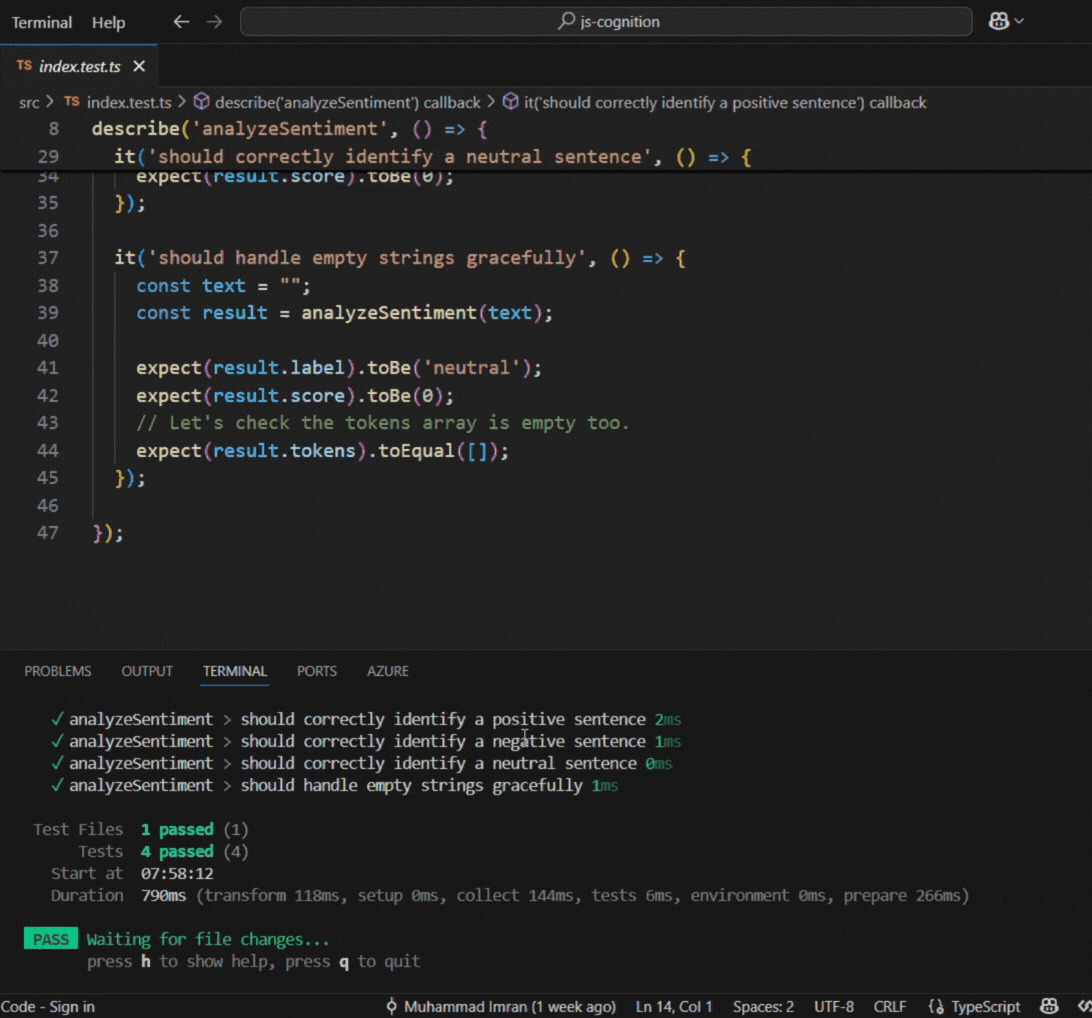 Terminal Help ← → js-cognition
TS index.test.ts ×
src > TS index.test.ts > describe('analyzeSentiment') callback > it('should correctly identify a positive sentence') callback
8 describe('analyzeSentiment', () => {
29 it('should correctly identify a neutral sentence', () => {
34 expect(result.score).toBe(0);
35 });
36
37 it('should handle empty strings gracefully', () => {
38 const text = "";
39 const result = analyzeSentiment(text);
40
41 expect(result.label).toBe('neutral');
42 expect(result.score).toBe(0);
43 // Let's check the tokens array is empty too.
44 expect(result.tokens).toEqual([]);
45 });
46
47 });
PROBLEMS OUTPUT TERMINAL PORTS AZURE
✓ analyzeSentiment > should correctly identify a positive sentence 2ms
✓ analyzeSentiment > should correctly identify a negative sentence 1ms
✓ analyzeSentiment > should correctly identify a neutral sentence 0ms
✓ analyzeSentiment > should handle empty strings gracefully 1ms
Test Files 1 passed (1)
Tests 4 passed (4)
Start at 07:58:12
Duration 790ms (transform 118ms, setup 0ms, collect 144ms, tests 6ms, environment 0ms, prepare 266ms)
PASS Waiting for file changes...
press h to show help, press q to quit
Code - Sign in Muhammad Imran (1 week ago) Ln 14, Col 1 Spaces: 2 UTF-8 CRLF {} TypeScript